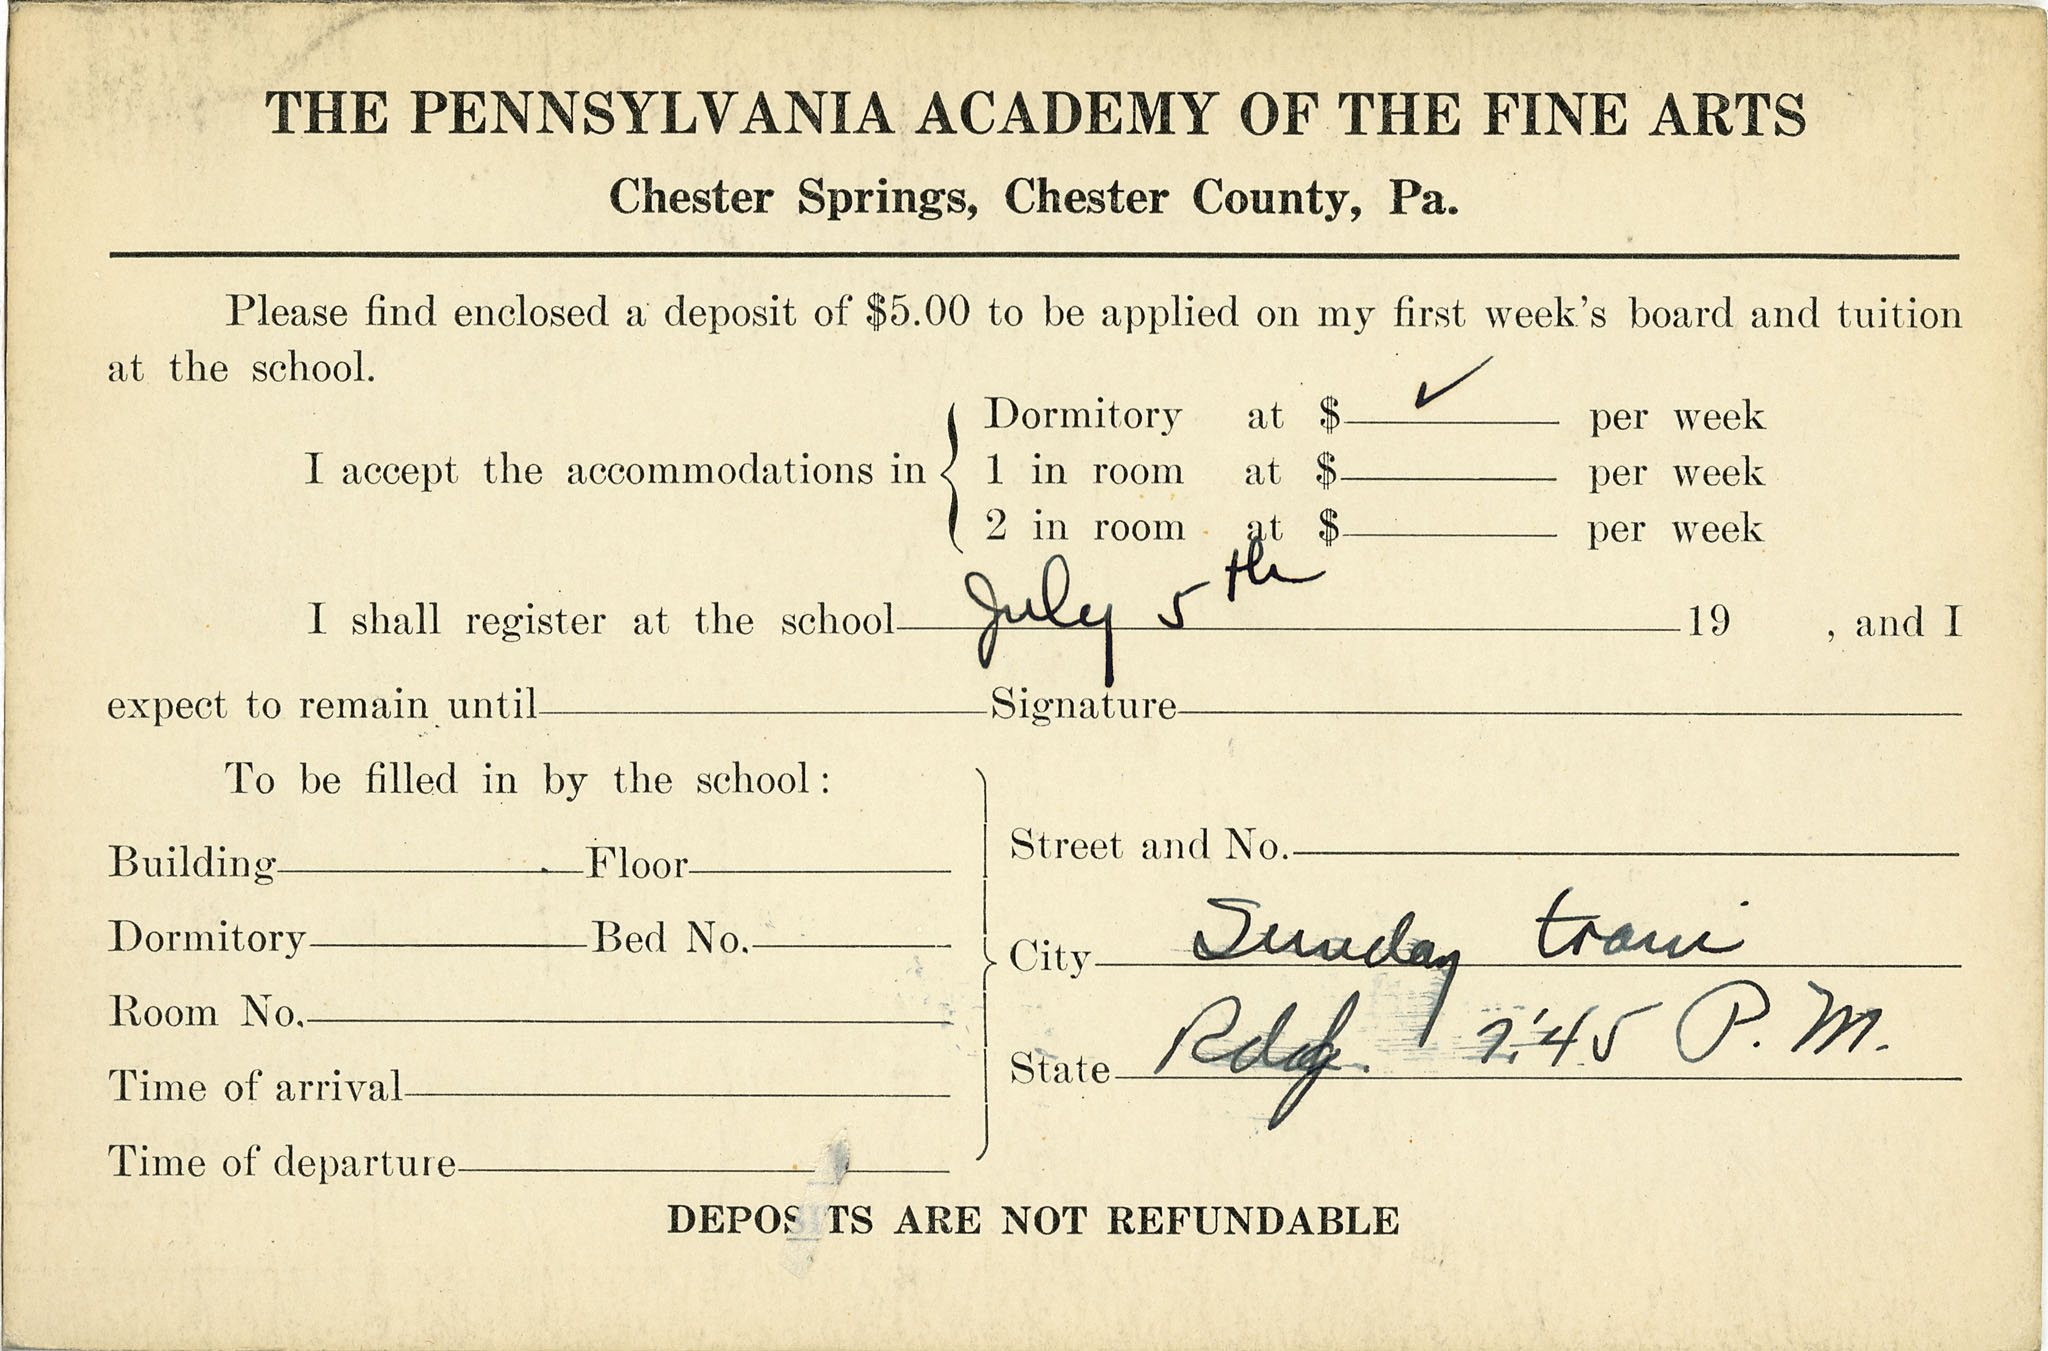 THE PENNSYLVANIA ACADEMY OF THE FINE ARTS
Chester Springs, Chester County, Pa.
Please find enclosed a deposit of $5.00 to be applied on my first week's board and tuition
at the school.
I accept the accommodations in
Dormitory at $ ✓ per week
1 in room at $ per week
2 in room at $ per week
I shall register at the school July 5th 19 , and I
expect to remain until Signature
To be filled in by the school:
Building Floor
Dormitory Bed No.
Room No.
Time of arrival
Time of departure
Street and No.
City Sunday train
State :45 P.M.
DEPOSITS ARE NOT REFUNDABLE